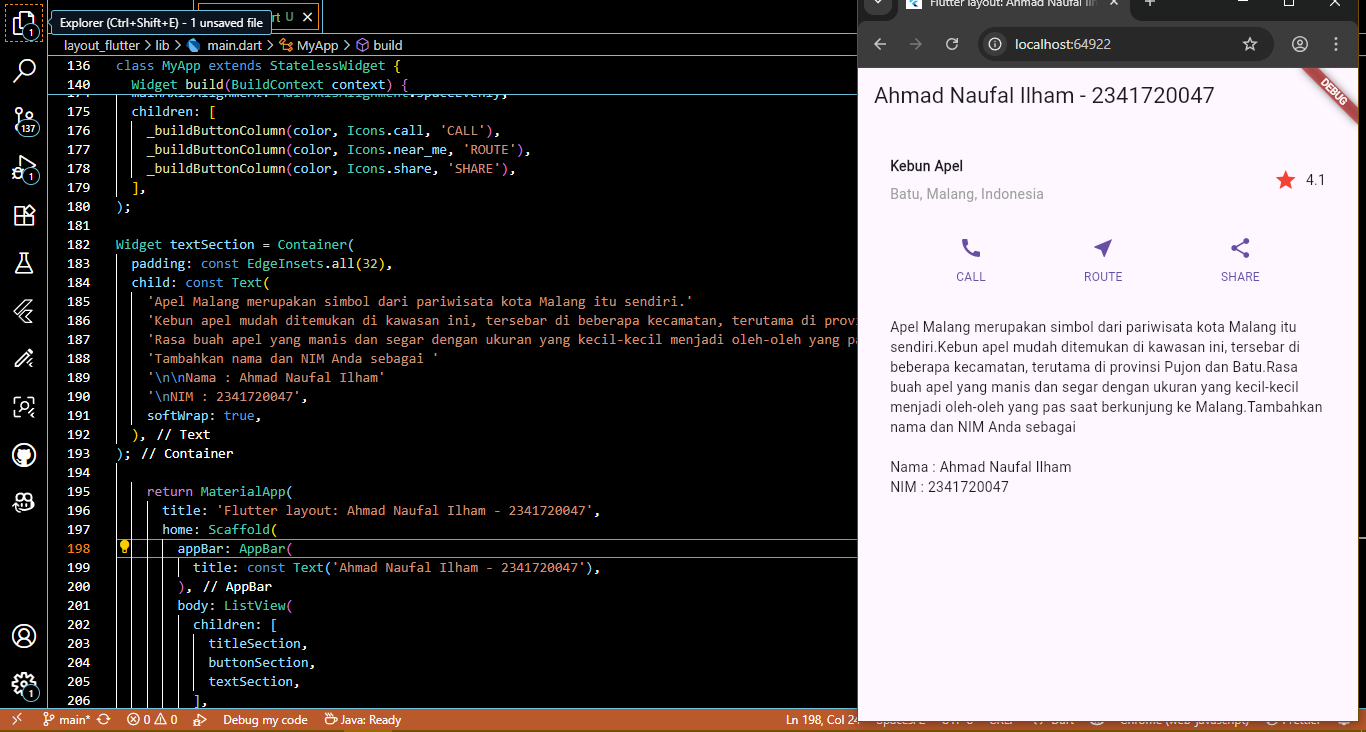 Explorer (Ctrl+Shift+E) - 1 unsaved file
rt U
layout_flutter > lib > main.dart > MyApp > build
136 class MyApp extends StatelessWidget {
140 Widget build(BuildContext context) {
175 children: [
176 _buildButtonColumn(color, Icons.call, 'CALL'),
177 _buildButtonColumn(color, Icons.near_me, 'ROUTE'),
178 _buildButtonColumn(color, Icons.share, 'SHARE'),
179 ],
180 );
181
182 Widget textSection = Container(
183 padding: const EdgeInsets.all(32),
184 child: const Text(
185 'Apel Malang merupakan simbol dari pariwisata kota Malang itu sendiri.'
186 'Kebun apel mudah ditemukan di kawasan ini, tersebar di beberapa kecamatan, terutama di provi
187 'Rasa buah apel yang manis dan segar dengan ukuran yang kecil-kecil menjadi oleh-oleh yang pa
188 'Tambahkan nama dan NIM Anda sebagai '
189 '\n\nNama : Ahmad Naufal Ilham'
190 '\nNIM : 2341720047',
191 softWrap: true,
192 ), // Text
193 ); // Container
194
195 return MaterialApp(
196 title: 'Flutter layout: Ahmad Naufal Ilham - 2341720047',
197 home: Scaffold(
198 appBar: AppBar(
199 title: const Text('Ahmad Naufal Ilham - 2341720047'),
200 ), // AppBar
201 body: ListView(
202 children: [
203 titleSection,
204 buttonSection,
205 textSection,
206 ],
1
137
1
1
main* 0 0 Debug my code Java: Ready Ln 198, Col 24
Flutter layout: Ahmad Naufal Ilh
localhost:64922
Ahmad Naufal Ilham - 2341720047
DEBUG
Kebun Apel
Batu, Malang, Indonesia
4.1
CALL ROUTE SHARE
Apel Malang merupakan simbol dari pariwisata kota Malang itu
sendiri.Kebun apel mudah ditemukan di kawasan ini, tersebar di
beberapa kecamatan, terutama di provinsi Pujon dan Batu.Rasa
buah apel yang manis dan segar dengan ukuran yang kecil-kecil
menjadi oleh-oleh yang pas saat berkunjung ke Malang.Tambahkan
nama dan NIM Anda sebagai
Nama : Ahmad Naufal Ilham
NIM : 2341720047